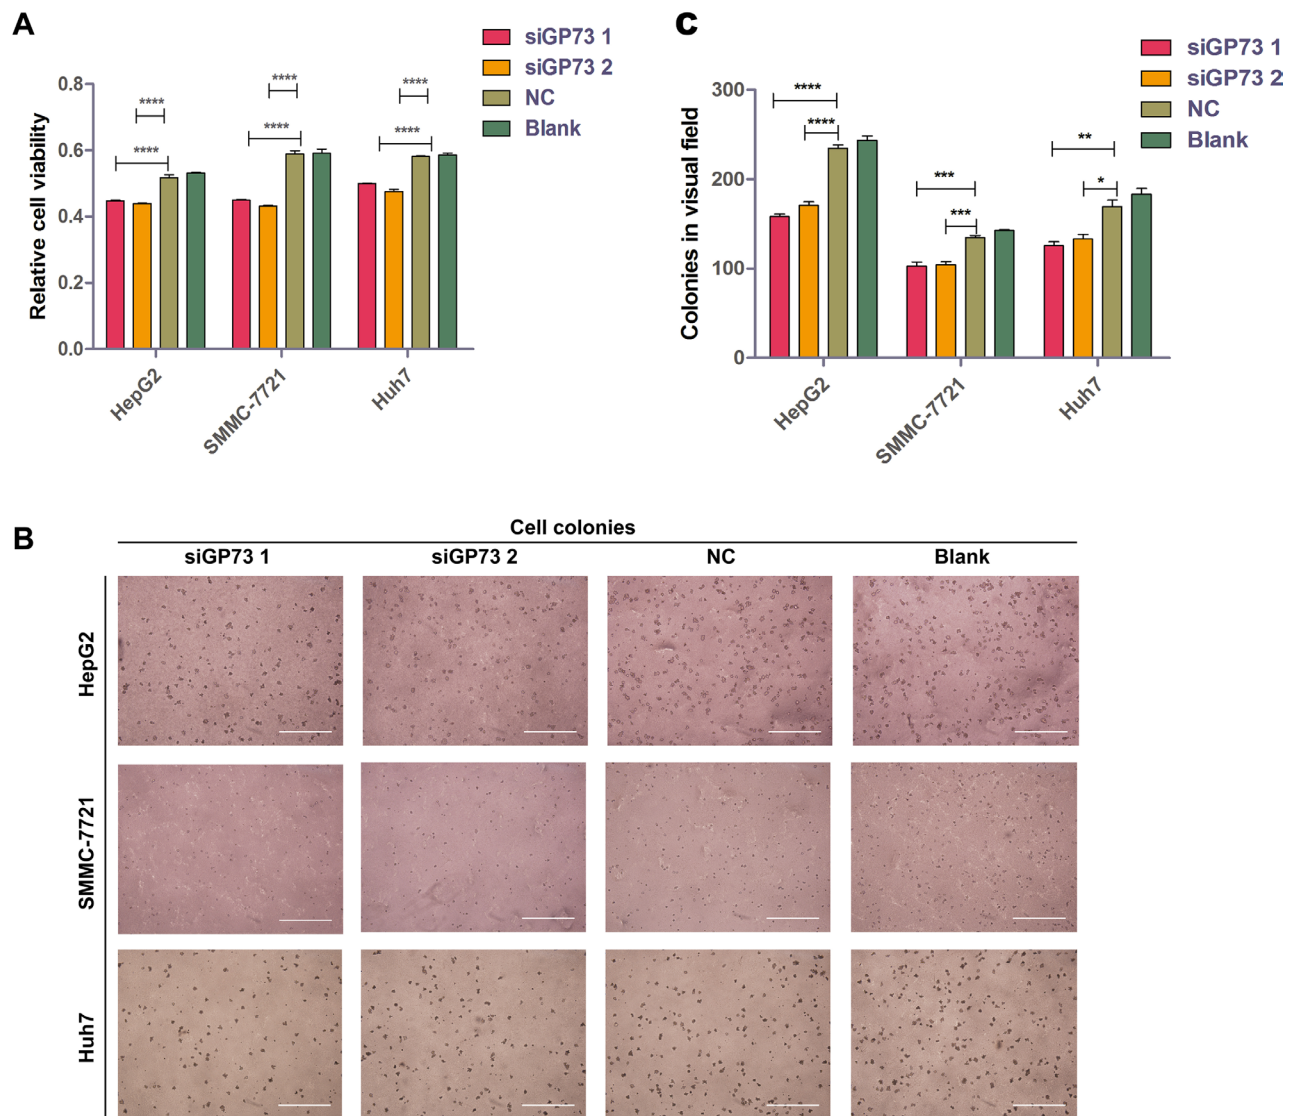 A
siGP73 1
siGP73 2
NC
Blank
Relative cell viability
0.8
0.6
0.4
0.2
0.0
****
****
****
****
****
****
HepG2
SMMC-7721
Huh7
C
siGP73 1
siGP73 2
NC
Blank
Colonies in visual field
300
200
100
0
****
****
***
***
**
*
HepG2
SMMC-7721
Huh7
B
Cell colonies
siGP73 1
siGP73 2
NC
Blank
HepG2
SMMC-7721
Huh7